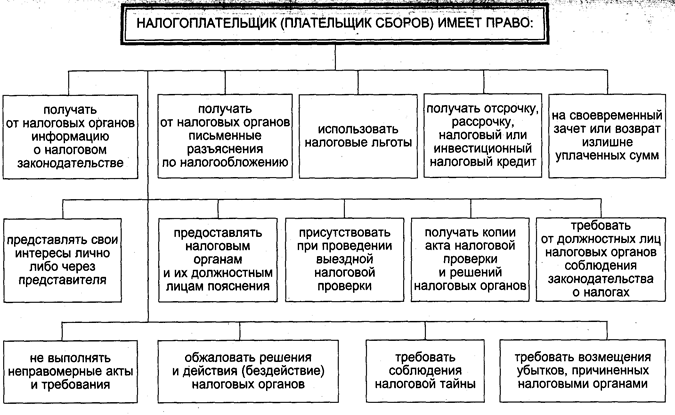 НАЛОГОПЛАТЕЛЬЩИК (ПЛАТЕЛЬЩИК СБОРОВ) ИМЕЕТ ПРАВО:
получать
от налоговых органов
информацию
о налоговом
законодательстве
получать
от налоговых органов
письменные
разъяснения
по налогообложению
использовать
налоговые льготы
получать отсрочку,
рассрочку,
налоговый или
инвестиционный
налоговый кредит
на своевременный
зачет или возврат
излишне
уплаченных сумм
представлять свои
интересы лично
либо через
представителя
предоставлять
налоговым
органам
и их должностным
лицам пояснения
присутствовать
при проведении
выездной
налоговой
проверки
получать копии
акта налоговой
проверки
и решений
налоговых органов
требовать
от должностных лиц
налоговых органов
соблюдения
законодательства
о налогах
не выполнять
неправомерные акты
и требования
обжаловать решения
и действия (бездействие)
налоговых органов
требовать
соблюдения
налоговой тайны
требовать возмещения
убытков, причиненных
налоговыми органами